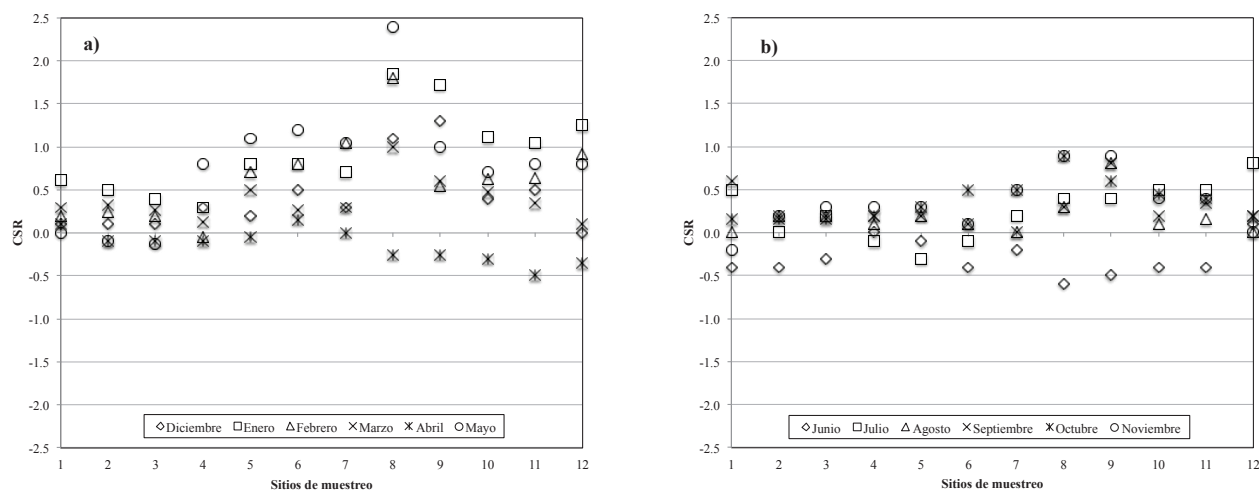 a)
CSR
2.5
2.0
1.5
1.0
0.5
0.0
-0.5
-1.0
-1.5
-2.0
-2.5
Diciembre Enero Febrero Marzo Abril Mayo
1 2 3 4 5 6 7 8 9 10 11 12
Sitios de muestreo
b)
CSR
2.5
2.0
1.5
1.0
0.5
0.0
-0.5
-1.0
-1.5
-2.0
-2.5
Junio Julio Agosto Septiembre Octubre Noviembre
1 2 3 4 5 6 7 8 9 10 11 12
Sitios de muestreo